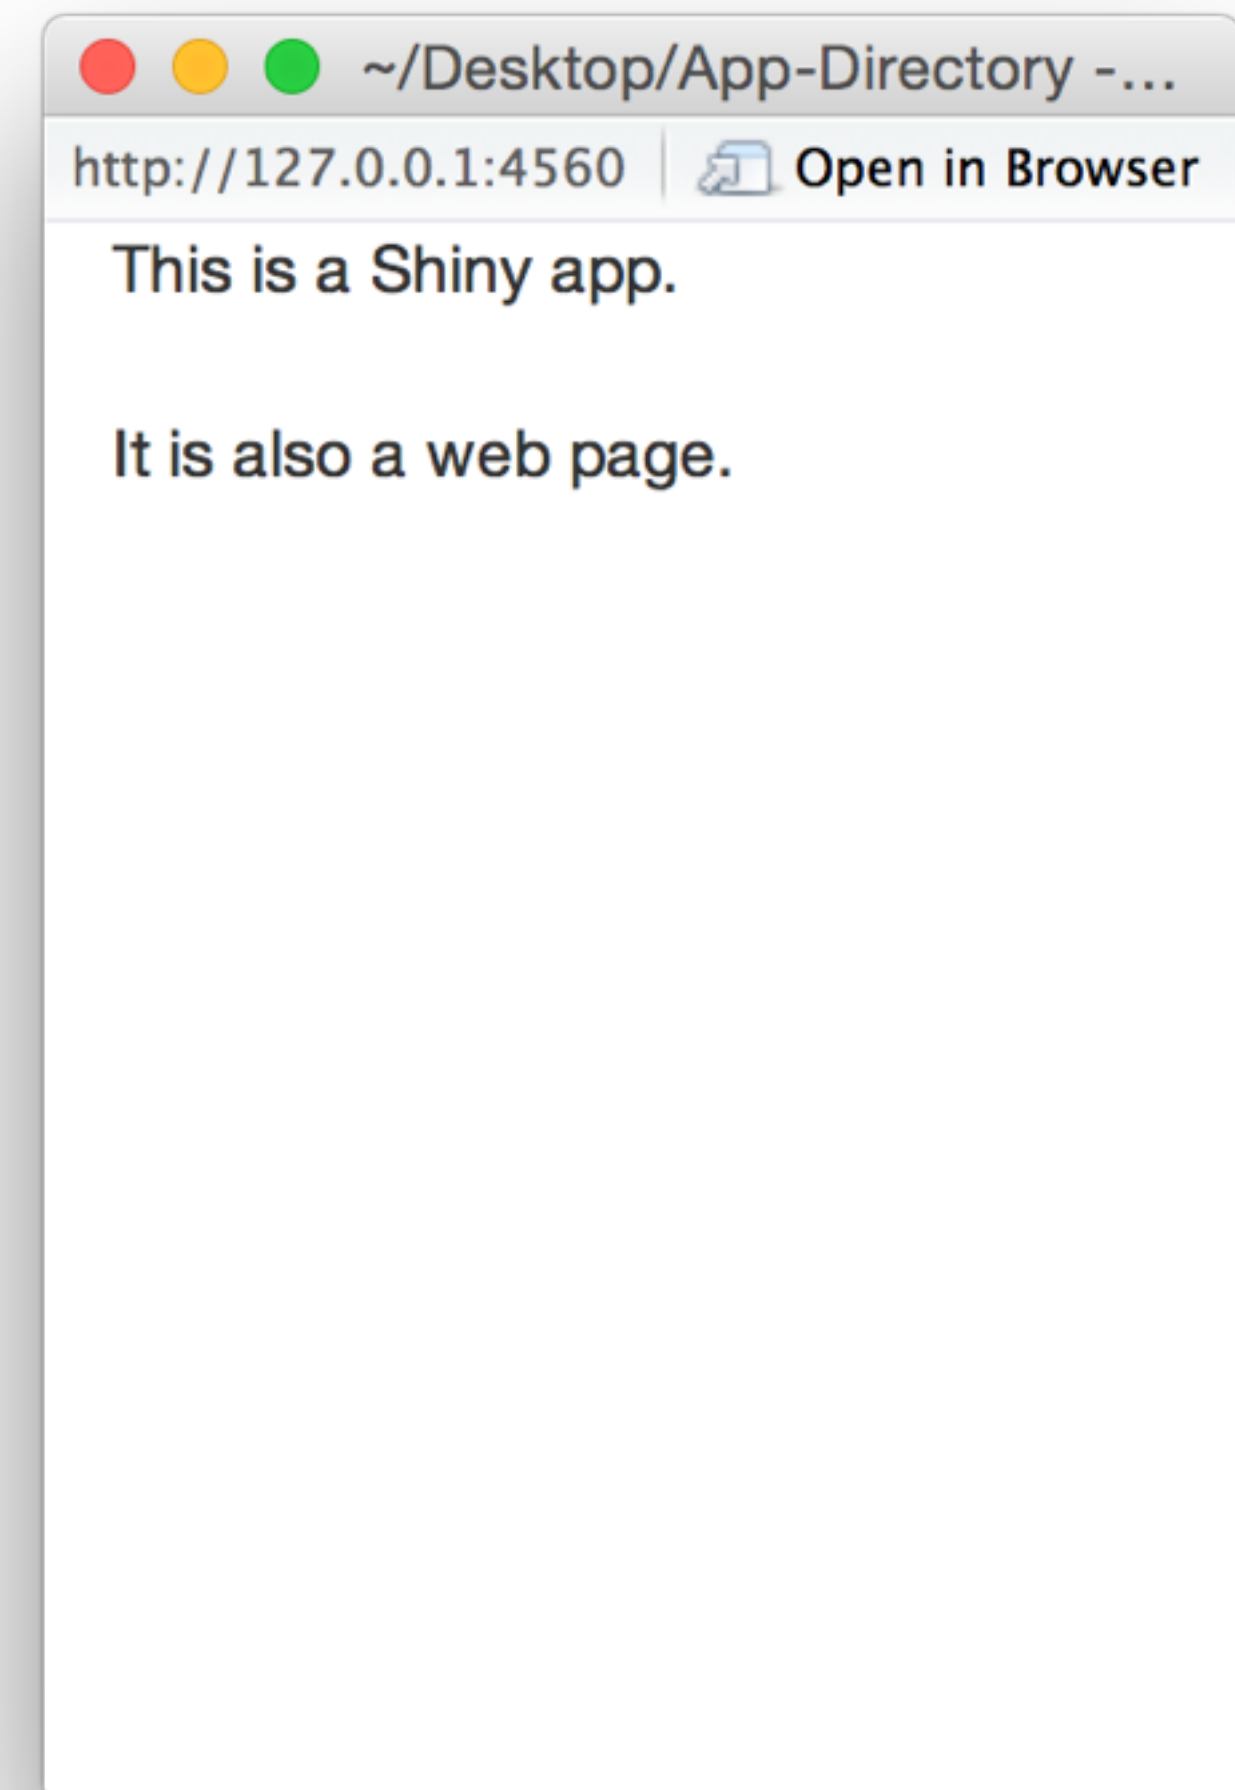 ~/Desktop/App-Directory -...
http://127.0.0.1:4560 Open in Browser
This is a Shiny app.
It is also a web page.